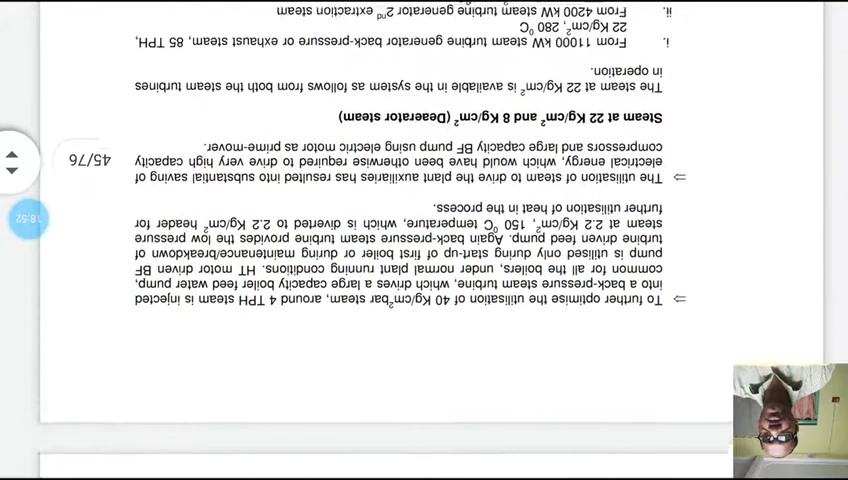 ⇒ To further optimise the utilisation of 40 Kg/cm²bar steam, around 4 TPH steam is injected
into a back-pressure steam turbine, which drives a large capacity boiler feed water pump,
common for all the boilers, under normal plant running conditions. HT motor driven BF
pump is utilised only during start-up of first boiler or during maintenance/breakdown of
turbine driven feed pump. Again back-pressure steam turbine provides the low pressure
steam at 2.2 Kg/cm², 150 ⁰C temperature, which is diverted to 2.2 Kg/cm² header for
further utilisation of heat in the process.
⇒ The utilisation of steam to drive the plant auxiliaries has resulted into substantial saving of
electrical energy, which would have been otherwise required to drive very high capacity
compressors and large capacity BF pump using electric motor as prime-mover.
Steam at 22 Kg/cm² and 8 Kg/cm² (Deaerator steam)
The steam at 22 Kg/cm² is available in the system as follows from both the steam turbines
in operation.
i. From 11000 kW steam turbine generator back-pressure or exhaust steam, 85 TPH,
22 Kg/cm², 280 ⁰C
ii. From 4200 kW steam turbine generator 2nd extraction steam
45/76
18:52